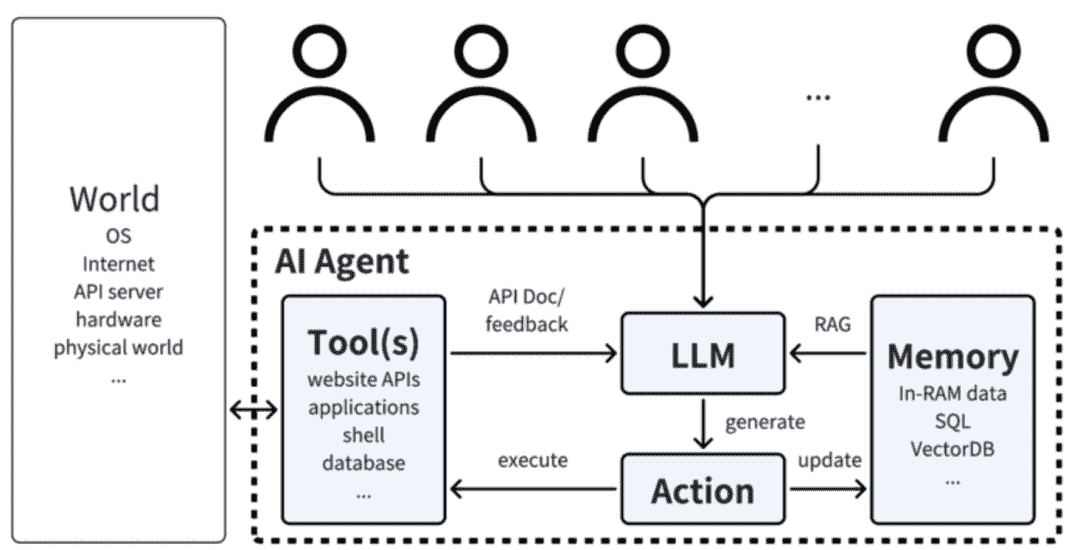 World
OS
Internet
API server
hardware
physical world
...
...
AI Agent
Tool(s)
website APIs
applications
shell
database
...
API Doc/
feedback
LLM
RAG
Memory
In-RAM data
SQL
VectorDB
...
generate
execute
Action
update